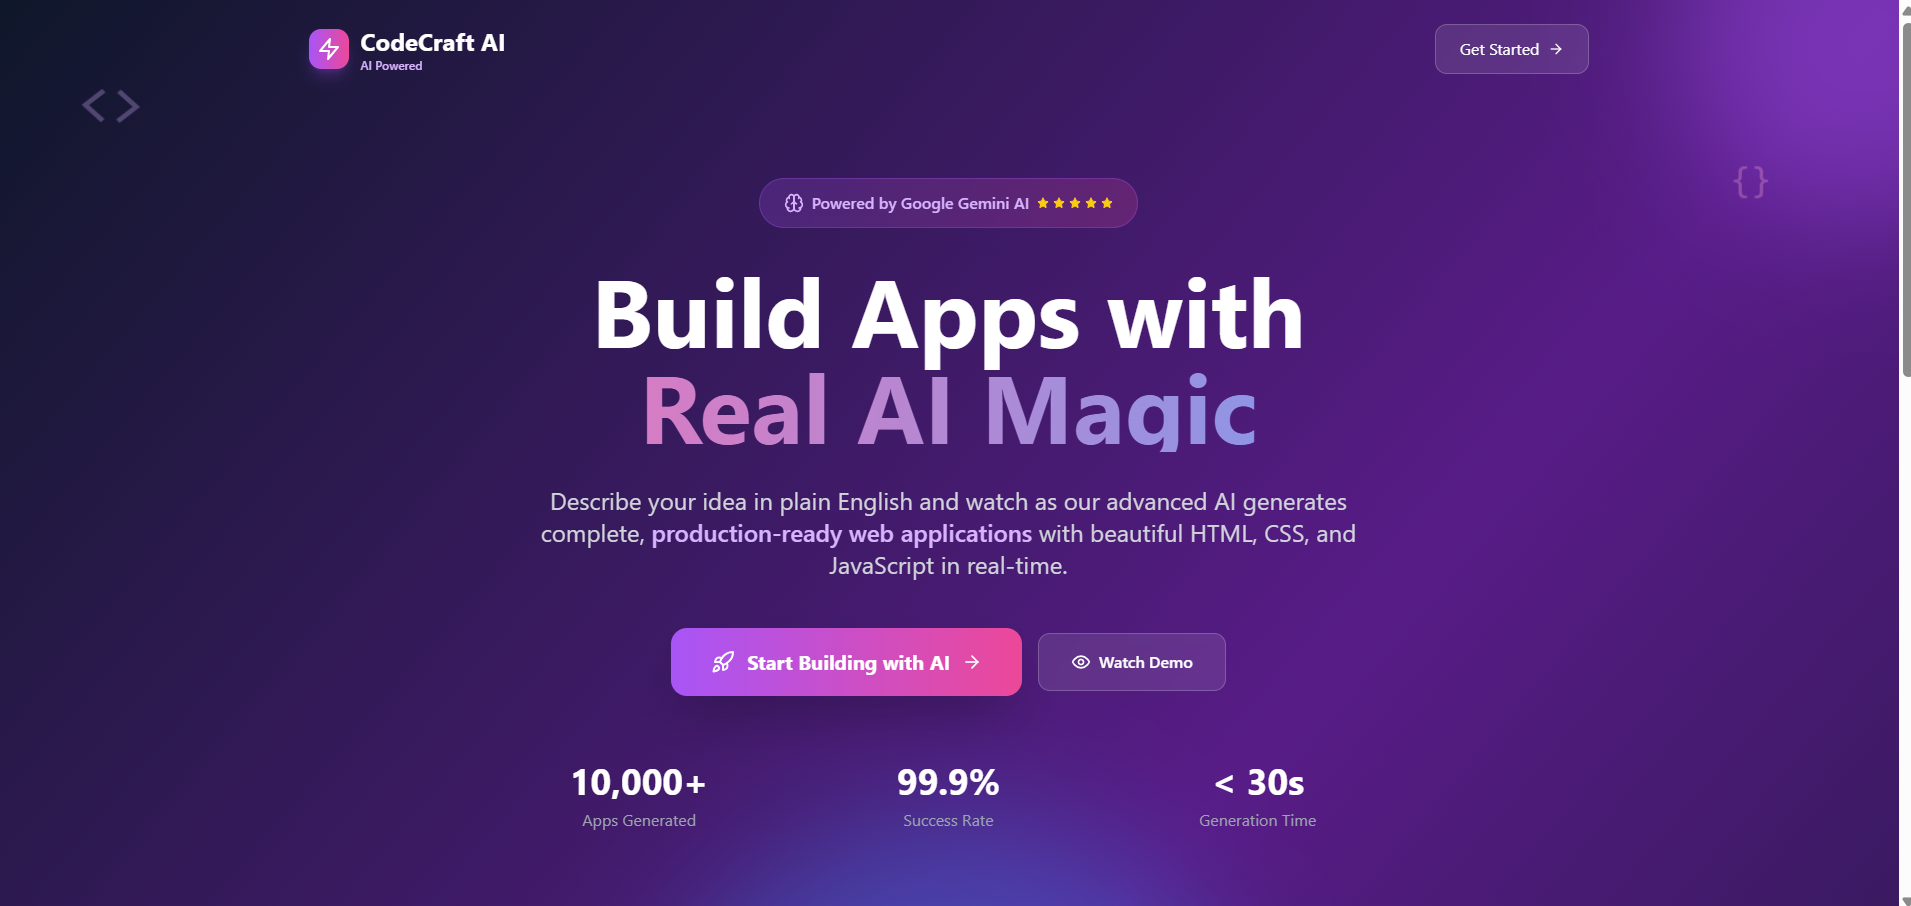 CodeCraft AI
AI Powered
Get Started
< >
{ }
Powered by Google Gemini AI
Build Apps with
Real AI Magic
Describe your idea in plain English and watch as our advanced AI generates
complete, production-ready web applications with beautiful HTML, CSS, and
JavaScript in real-time.
Start Building with AI
Watch Demo
10,000+
Apps Generated
99.9%
Success Rate
< 30s
Generation Time